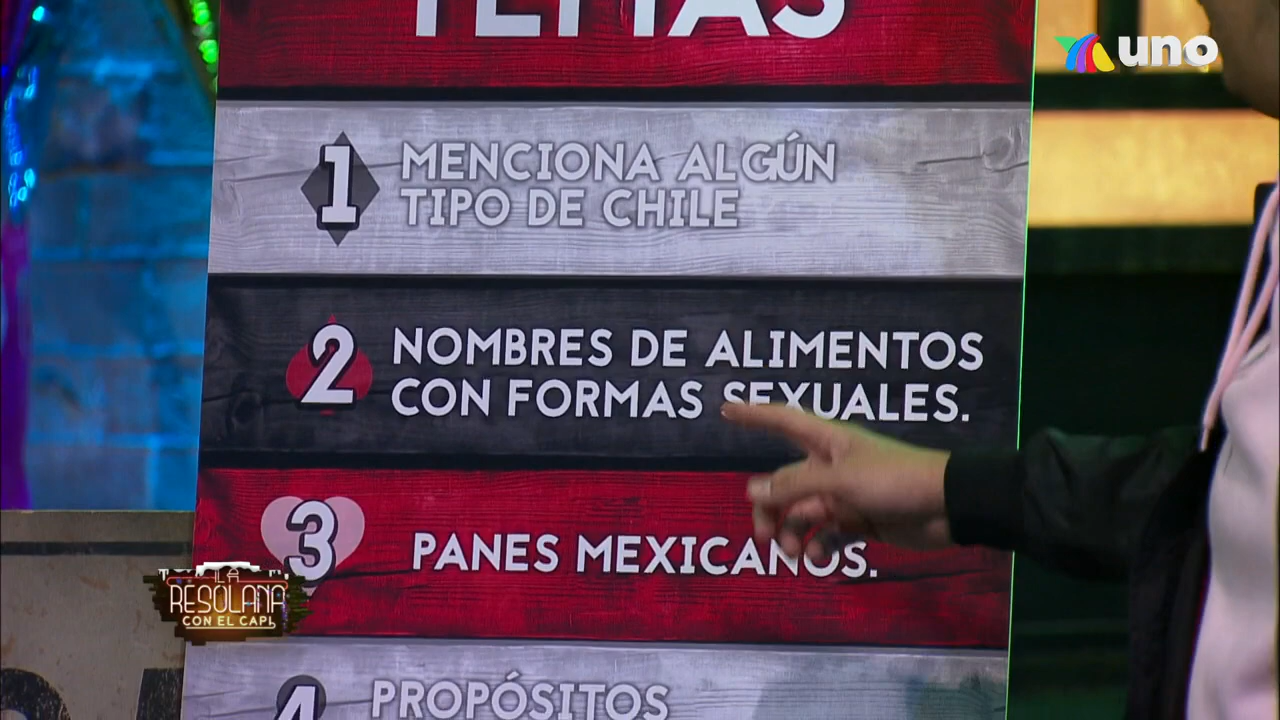 TEMAS
uno
1 MENCIONA ALGÚN
TIPO DE CHILE
2 NOMBRES DE ALIMENTOS
CON FORMAS SEXUALES.
3 PANES MEXICANOS.
LA
RESOLANA
CON EL CAPI
4 PROPÓSITOS